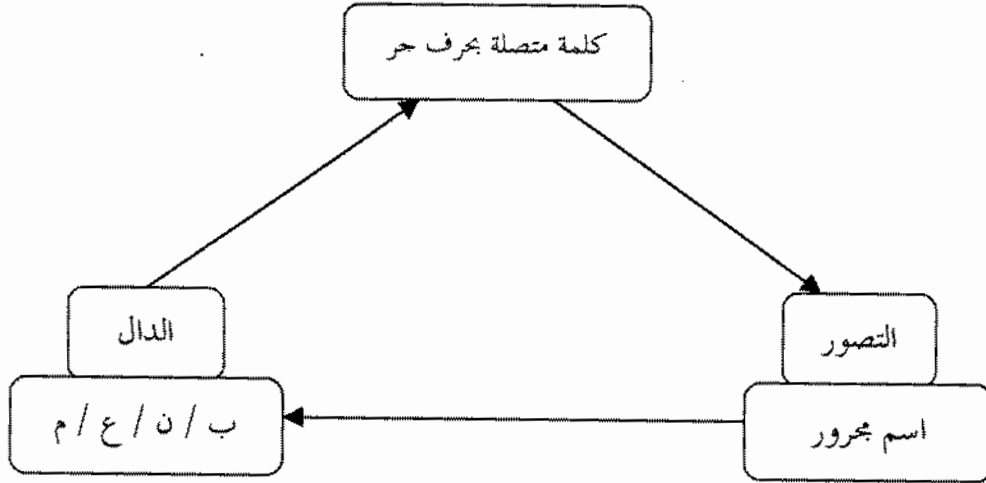 كلمة متصلة بحرف جر
التصور
الدال
اسم مجرور
ب / ن / ع / م